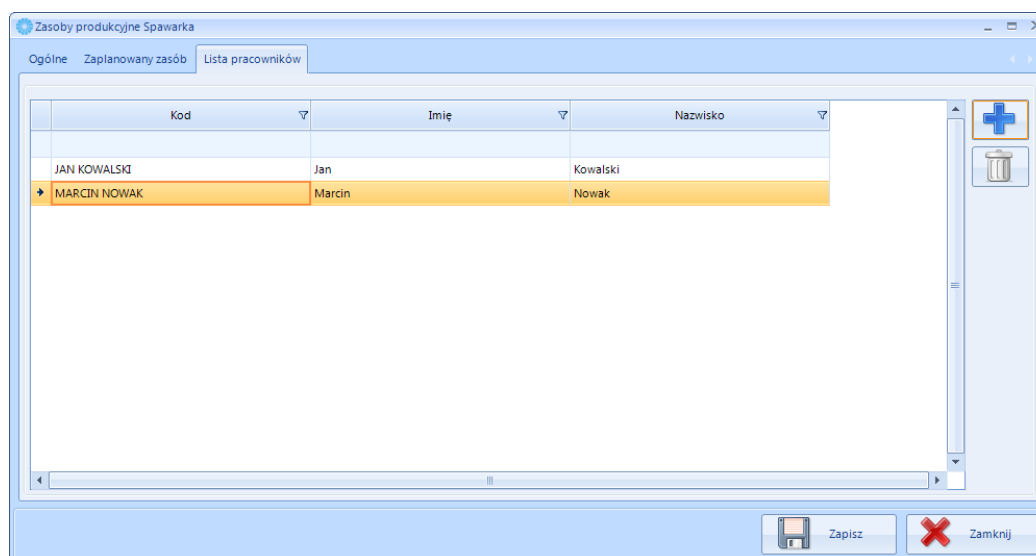 Zasoby produkcyjne Spawarka
Ogólne Zaplanowany zasób Lista pracowników
Kod Imię Nazwisko
JAN KOWALSKI Jan Kowalski
MARCIN NOWAK Marcin Nowak
Zapisz Zamknij